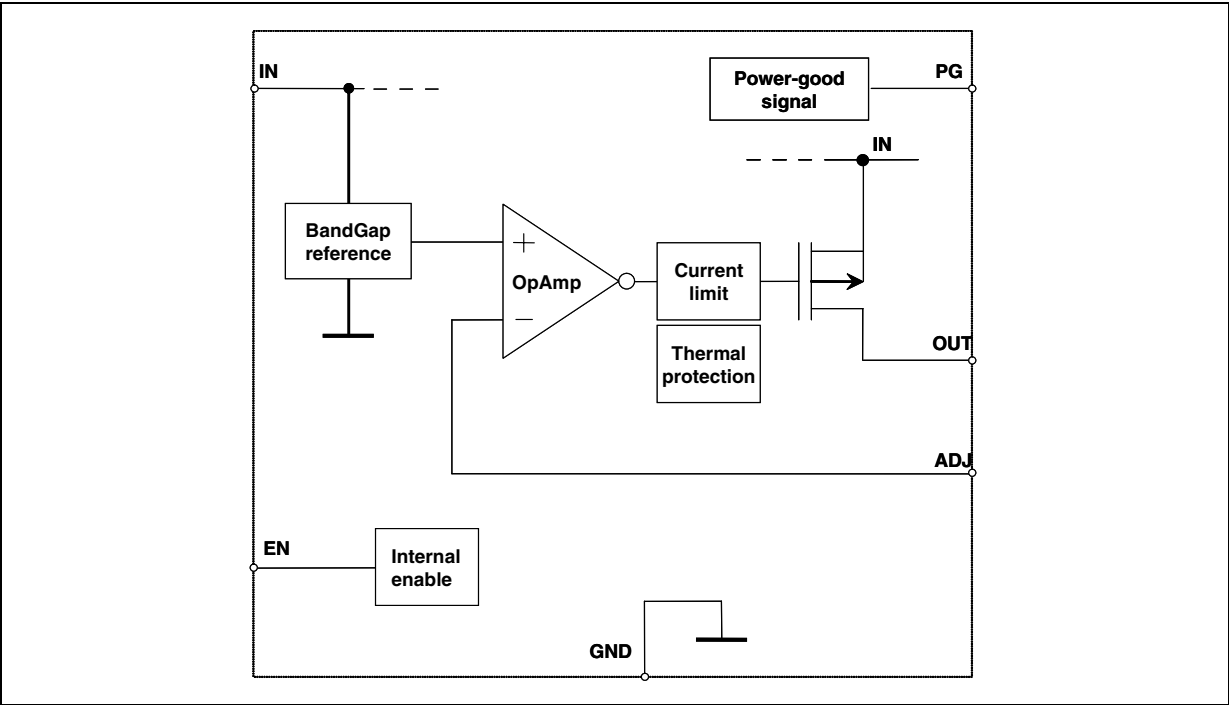 IN
PG
Power-good
signal
IN
BandGap
reference
+
OpAmp
−
Current
limit
Thermal
protection
OUT
ADJ
EN
Internal
enable
GND